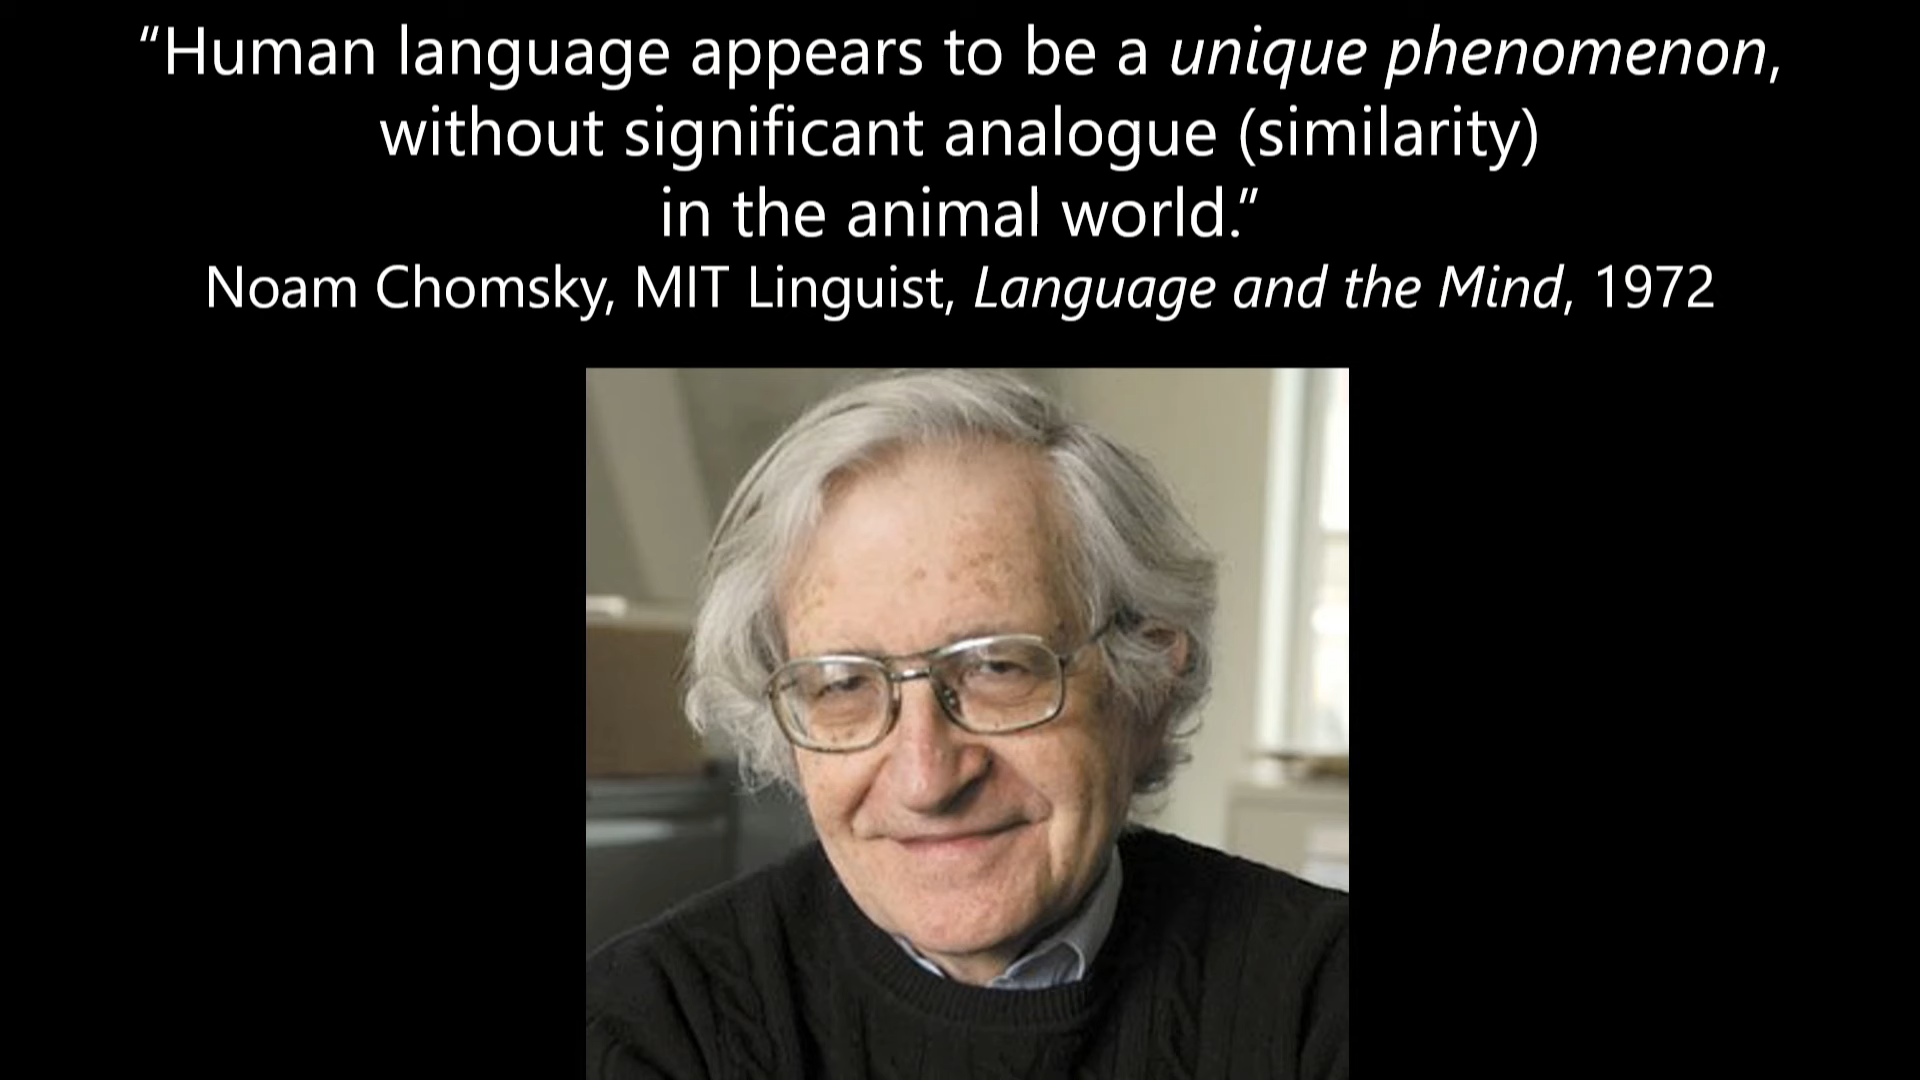 “Human language appears to be a unique phenomenon,
without significant analogue (similarity)
in the animal world.”
Noam Chomsky, MIT Linguist, Language and the Mind, 1972